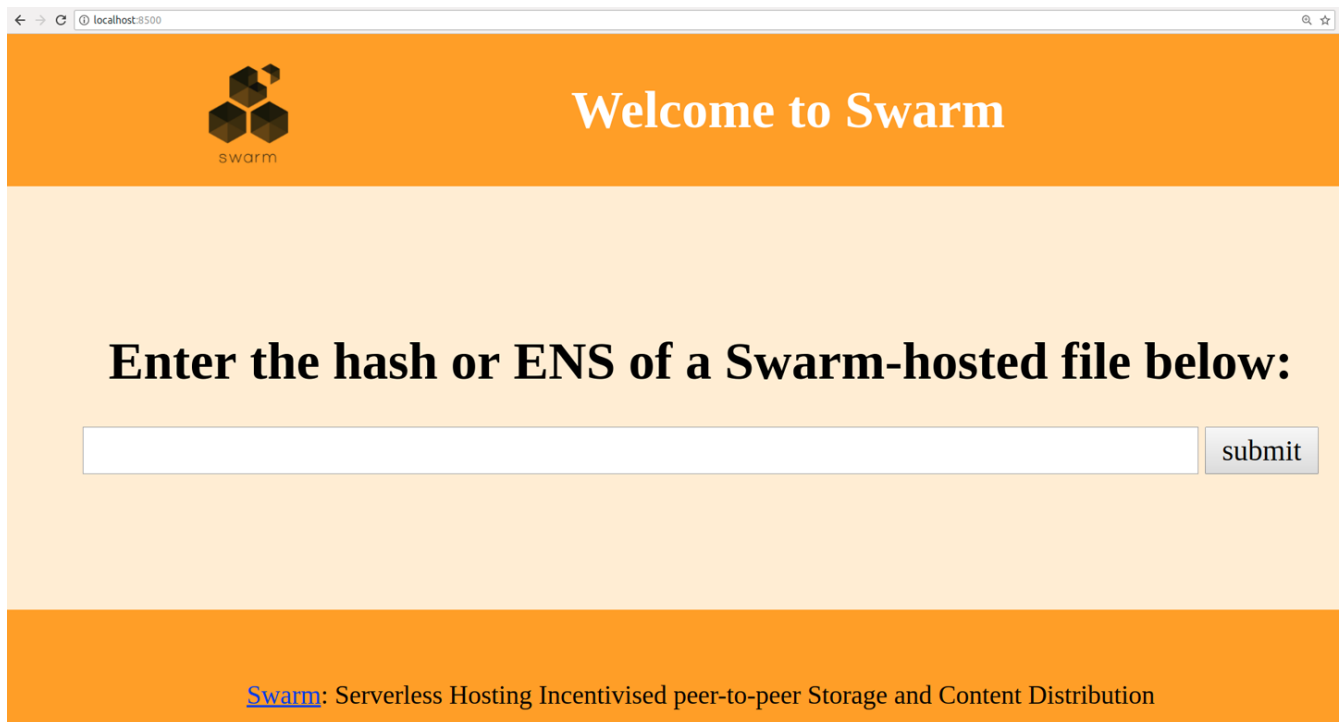 localhost:8500
swarm
Welcome to Swarm
Enter the hash or ENS of a Swarm-hosted file below:
submit
Swarm: Serverless Hosting Incentivised peer-to-peer Storage and Content Distribution